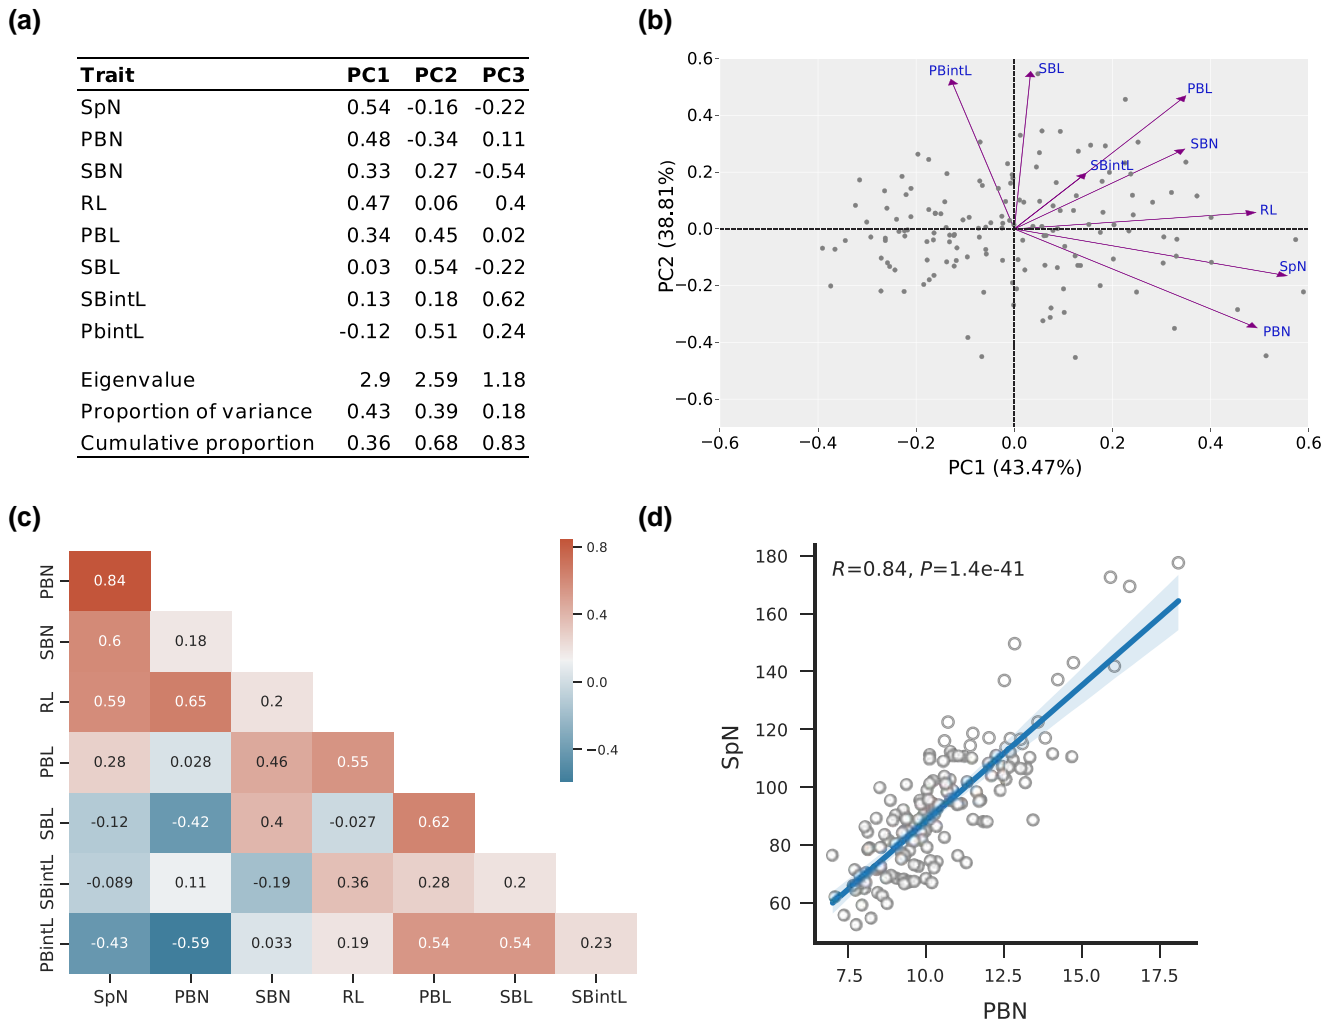 (a)
Trait PC1 PC2 PC3
SpN 0.54 -0.16 -0.22
PBN 0.48 -0.34 0.11
SBN 0.33 0.27 -0.54
RL 0.47 0.06 0.4
PBL 0.34 0.45 0.02
SBL 0.03 0.54 -0.22
SBintL 0.13 0.18 0.62
PbintL -0.12 0.51 0.24
Eigenvalue 2.9 2.59 1.18
Proportion of variance 0.43 0.39 0.18
Cumulative proportion 0.36 0.68 0.83
(b)
0.6
0.4
0.2
0.0
−0.2
−0.4
−0.6
PC2 (38.81%)
PBintL
SBL
PBL
SBN
SBintL
RL
SpN
PBN
−0.6 −0.4 −0.2 0.0 0.2 0.4 0.6
PC1 (43.47%)
(c)
PBN 0.84
SBN 0.6 0.18
RL 0.59 0.65 0.2
PBL 0.28 0.028 0.46 0.55
SBL -0.12 -0.42 0.4 -0.027 0.62
SBintL -0.089 0.11 -0.19 0.36 0.28 0.2
PBintL -0.43 -0.59 0.033 0.19 0.54 0.54 0.23
SpN PBN SBN RL PBL SBL SBintL
0.8
0.4
0.0
−0.4
(d)
R=0.84, P=1.4e-41
180
160
140
120
100
80
60
SpN
7.5 10.0 12.5 15.0 17.5
PBN